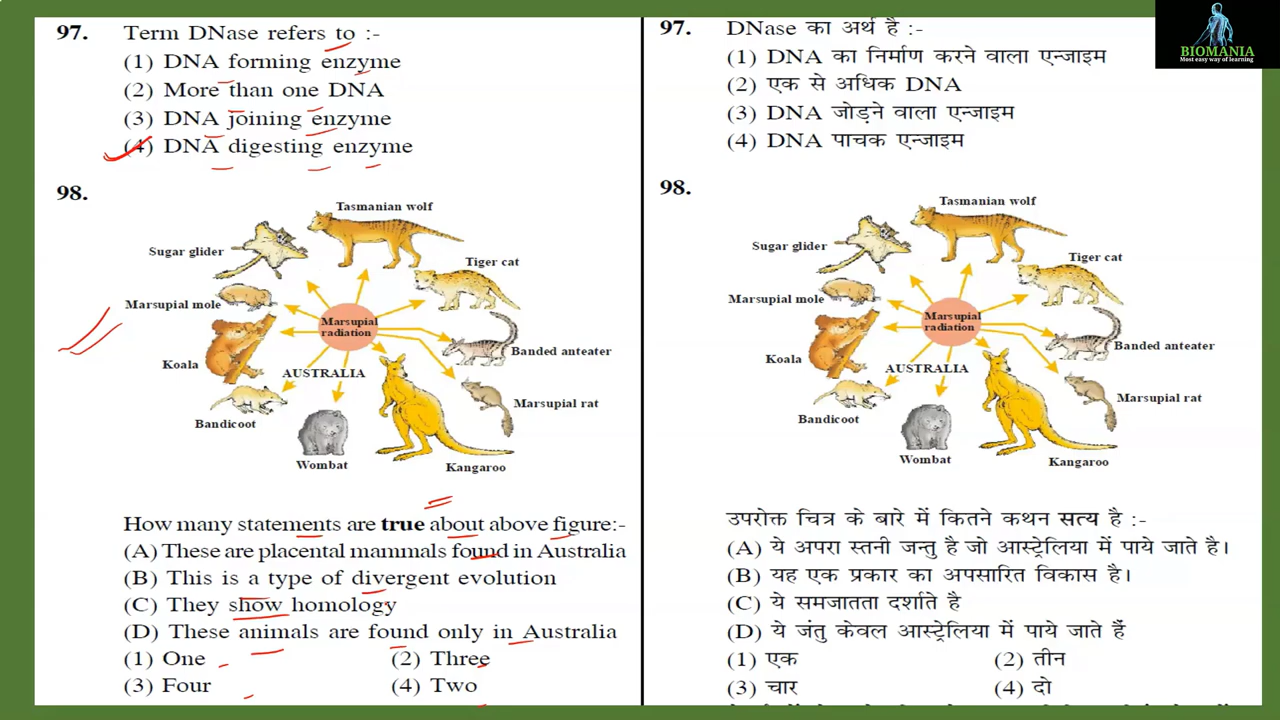 97. Term DNase refers to :-
(1) DNA forming enzyme
(2) More than one DNA
(3) DNA joining enzyme
(4) DNA digesting enzyme
98.
Tasmanian wolf
Sugar glider
Tiger cat
Marsupial mole
Marsupial
radiation
Banded anteater
Koala
AUSTRALIA
Marsupial rat
Bandicoot
Wombat
Kangaroo
How many statements are true about above figure:-
(A) These are placental mammals found in Australia
(B) This is a type of divergent evolution
(C) They show homology
(D) These animals are found only in Australia
(1) One (2) Three
(3) Four (4) Two
97. DNase का अर्थ है :-
(1) DNA का निर्माण करने वाला एन्जाइम
(2) एक से अधिक DNA
(3) DNA जोड़ने वाला एन्जाइम
(4) DNA पाचक एन्जाइम
98.
Tasmanian wolf
Sugar glider
Tiger cat
Marsupial mole
Marsupial
radiation
Banded anteater
Koala
AUSTRALIA
Marsupial rat
Bandicoot
Wombat
Kangaroo
उपरोक्त चित्र के बारे में कितने कथन सत्य है :-
(A) ये अपरा स्तनी जन्तु है जो आस्ट्रेलिया में पाये जाते है।
(B) यह एक प्रकार का अपसारित विकास है।
(C) ये समजातता दर्शाते है
(D) ये जंतु केवल आस्ट्रेलिया में पाये जाते हैं
(1) एक (2) तीन
(3) चार (4) दो
BIOMANIA
Most easy way of learning